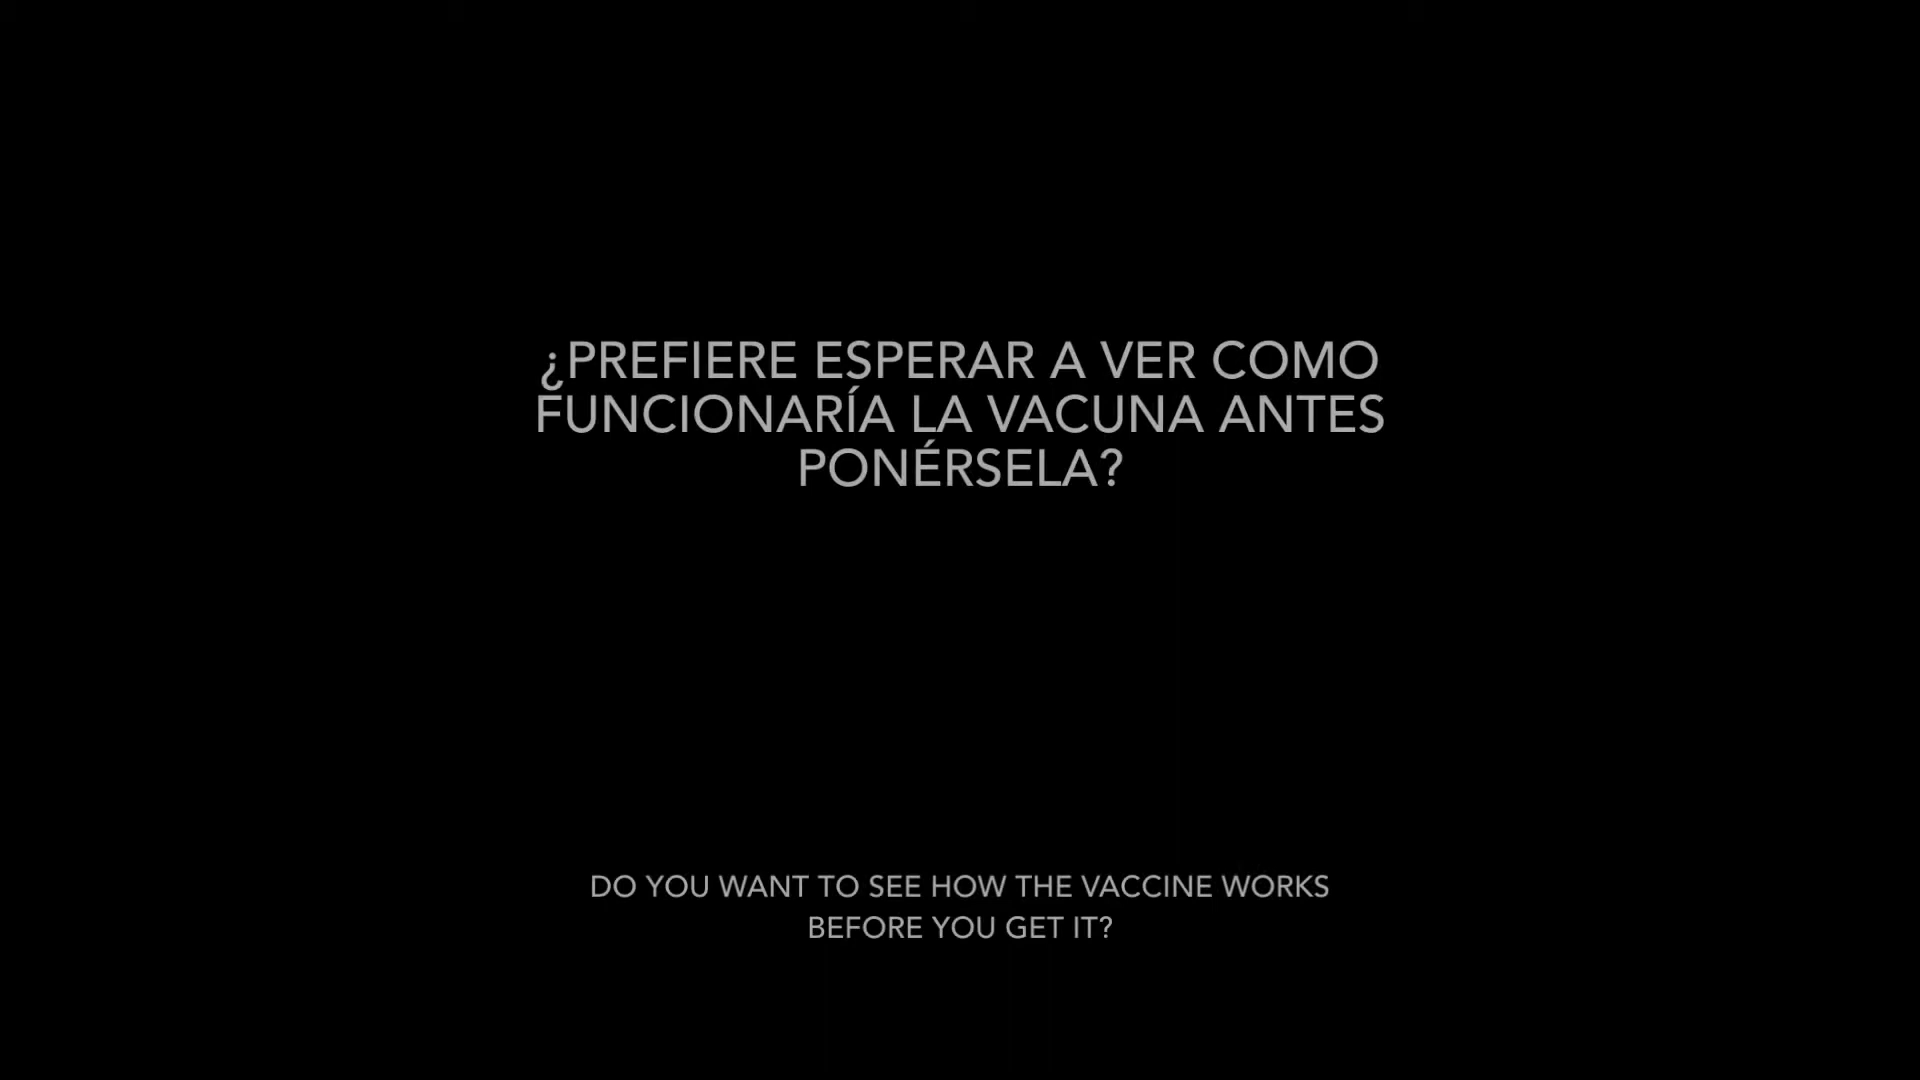 ¿PREFIERE ESPERAR A VER COMO
FUNCIONARÍA LA VACUNA ANTES
PONÉRSELA?
DO YOU WANT TO SEE HOW THE VACCINE WORKS
BEFORE YOU GET IT?